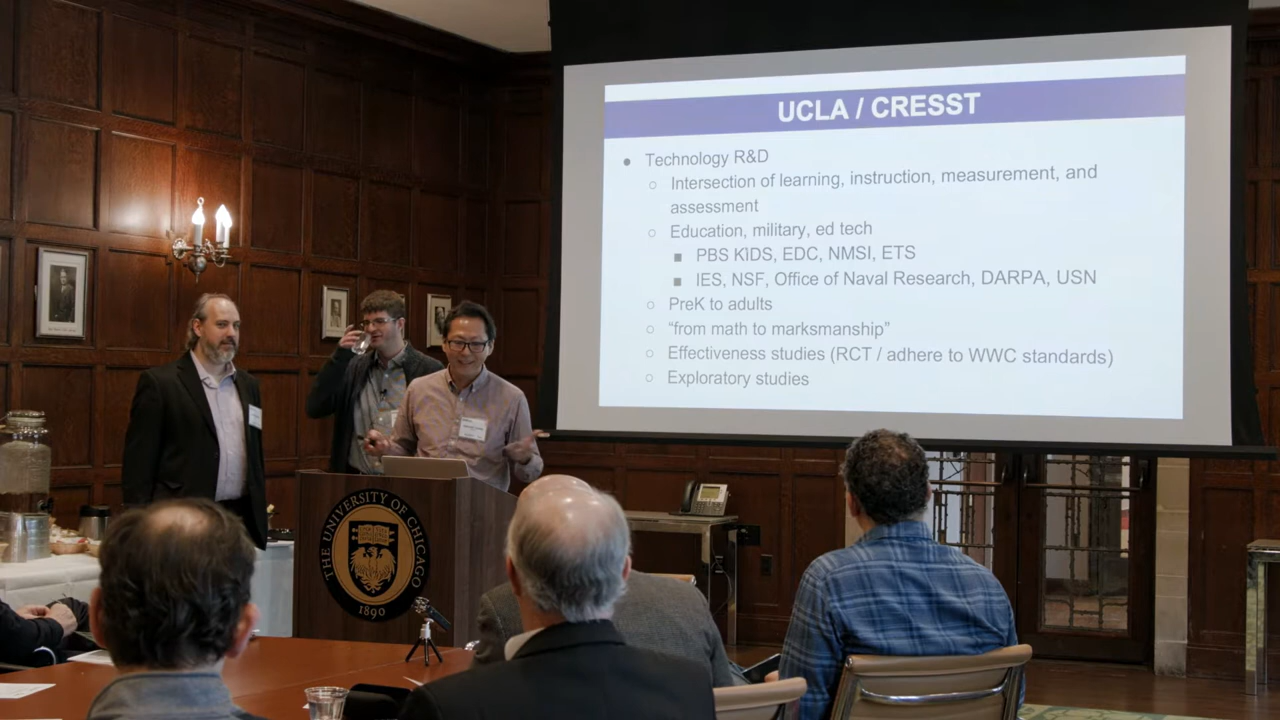 UCLA / CRESST
● Technology R&D
○ Intersection of learning, instruction, measurement, and
assessment
○ Education, military, ed tech
■ PBS KIDS, EDC, NMSI, ETS
■ IES, NSF, Office of Naval Research, DARPA, USN
○ PreK to adults
○ “from math to marksmanship”
○ Effectiveness studies (RCT / adhere to WWC standards)
○ Exploratory studies
THE UNIVERSITY OF CHICAGO
1890